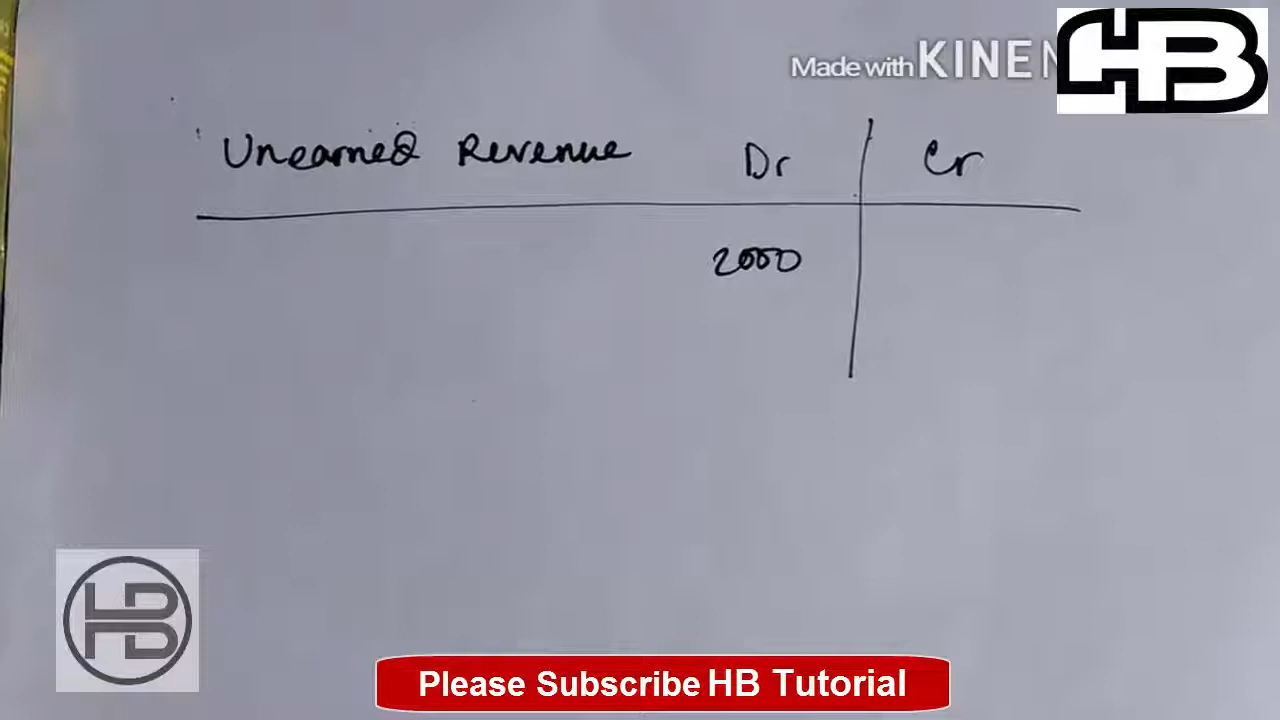 Made with KINEM
HB
Unearned Revenue Dr Cr
2000
HB
Please Subscribe HB Tutorial